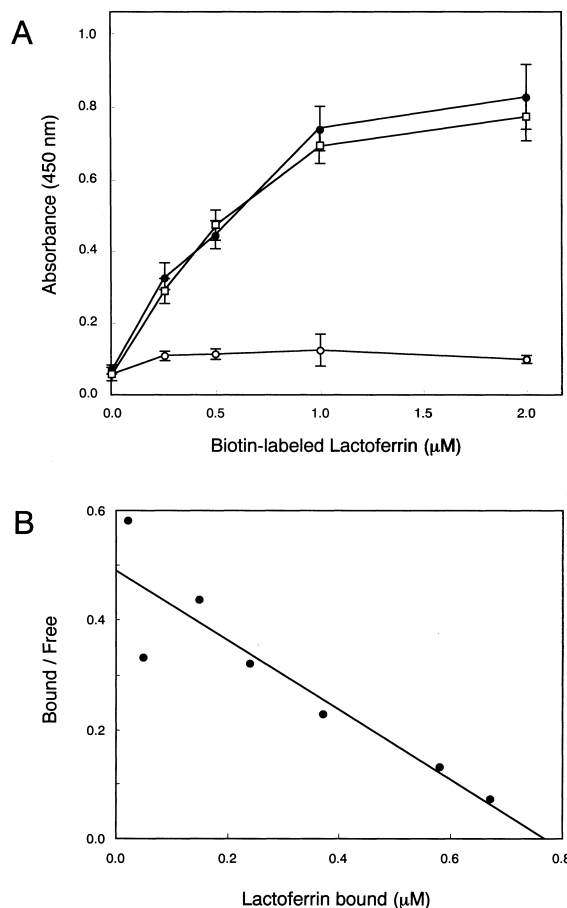 A
1.0
0.8
0.6
0.4
0.2
0.0
Absorbance (450 nm)
0.0 0.5 1.0 1.5 2.0
Biotin-labeled Lactoferrin (μM)
B
0.6
0.4
0.2
0.0
Bound / Free
0.0 0.2 0.4 0.6 0.8
Lactoferrin bound (μM)